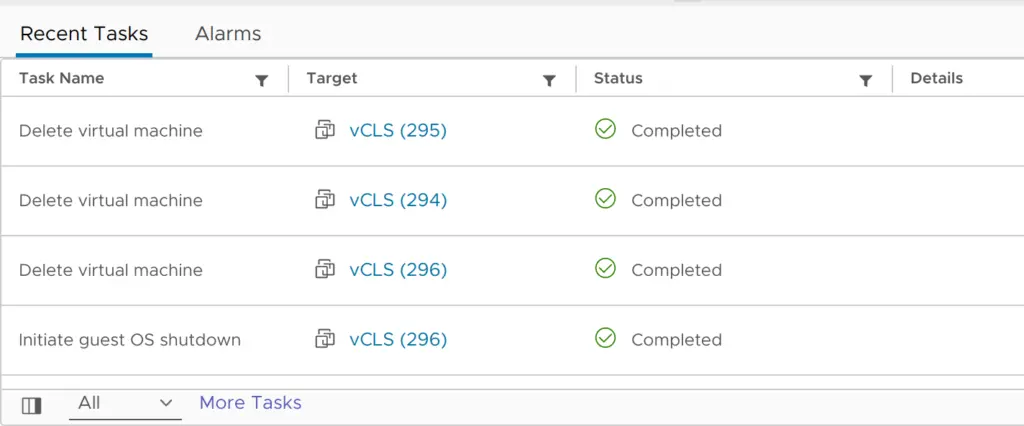 Recent Tasks Alarms
Task Name Target Status Details
Delete virtual machine vCLS (295) Completed
Delete virtual machine vCLS (294) Completed
Delete virtual machine vCLS (296) Completed
Initiate guest OS shutdown vCLS (296) Completed
All More Tasks